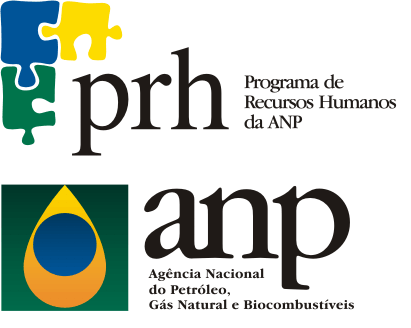 prh
Programa de
Recursos Humanos
da ANP
anp
Agência Nacional
do Petróleo,
Gás Natural e Biocombustíveis